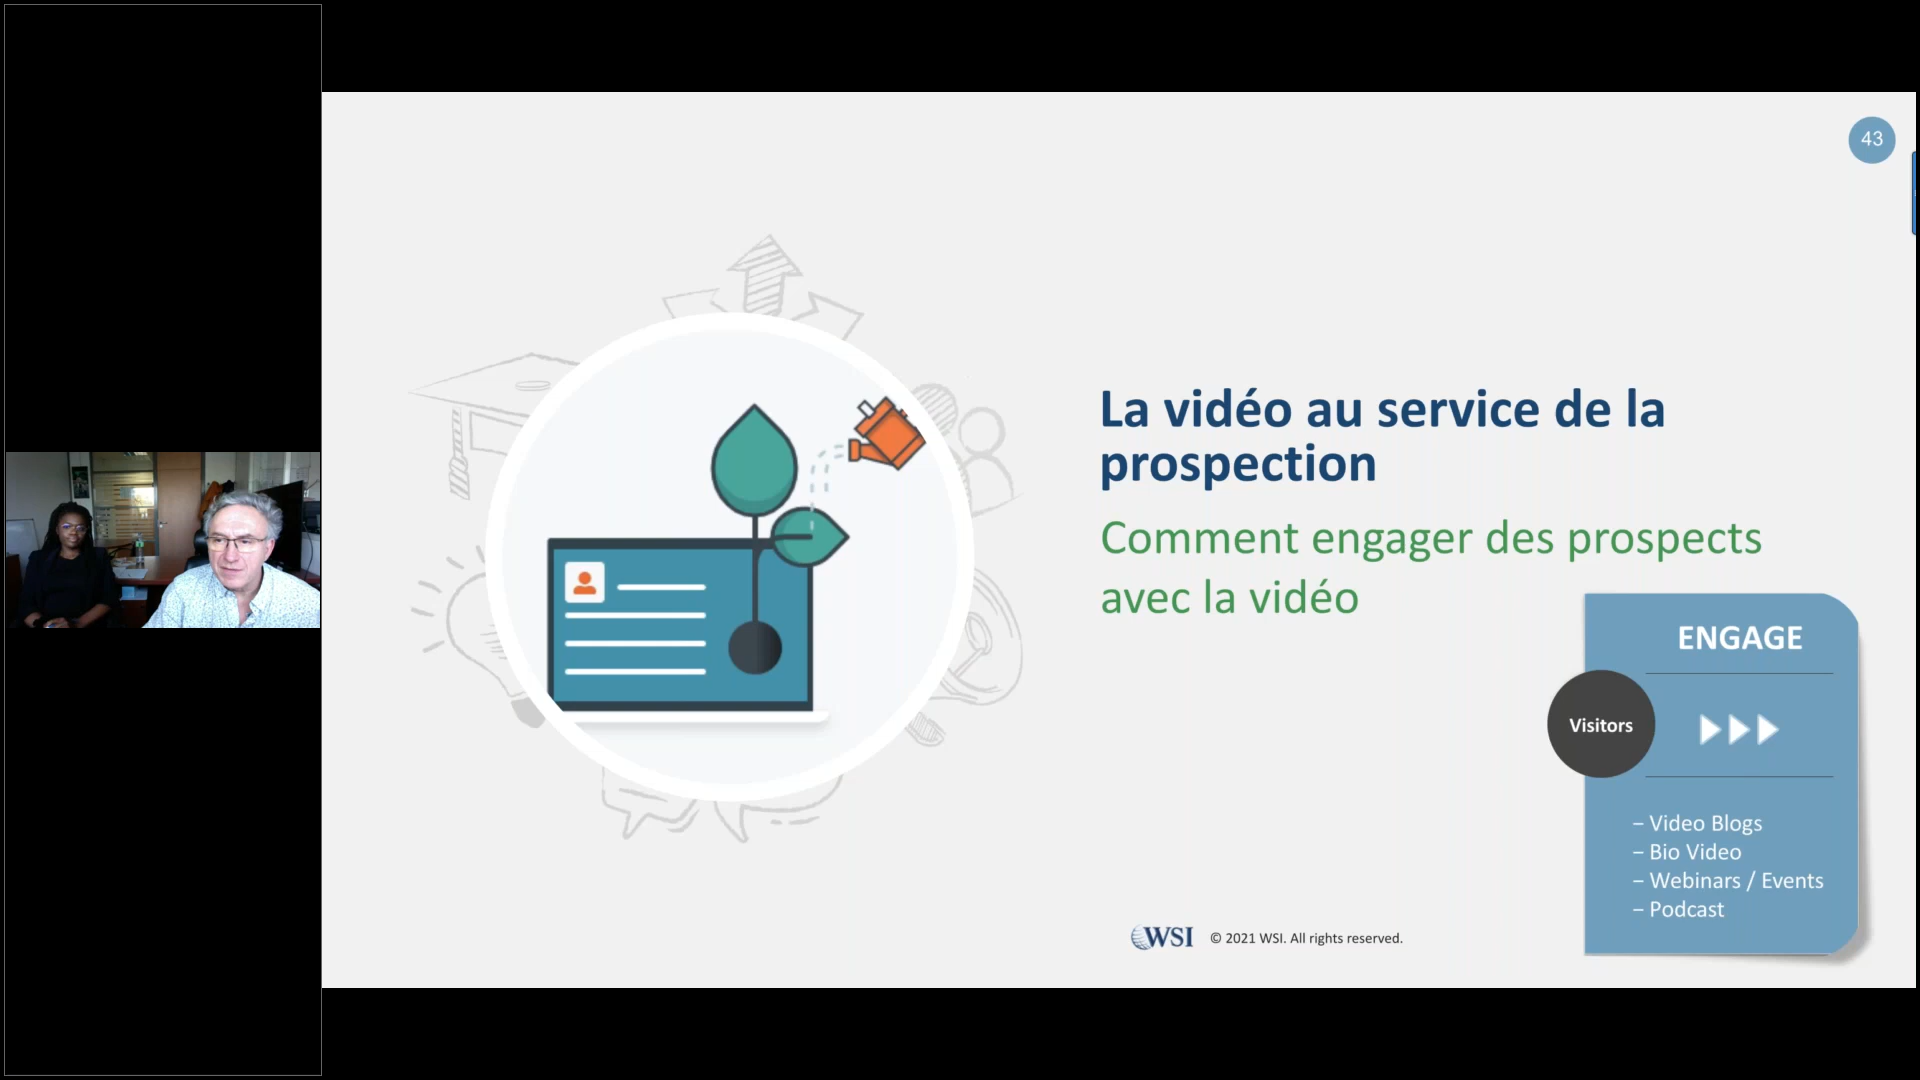 43
La vidéo au service de la
prospection
Comment engager des prospects
avec la vidéo
ENGAGE
Visitors
– Video Blogs
– Bio Video
– Webinars / Events
– Podcast
WSI © 2021 WSI. All rights reserved.